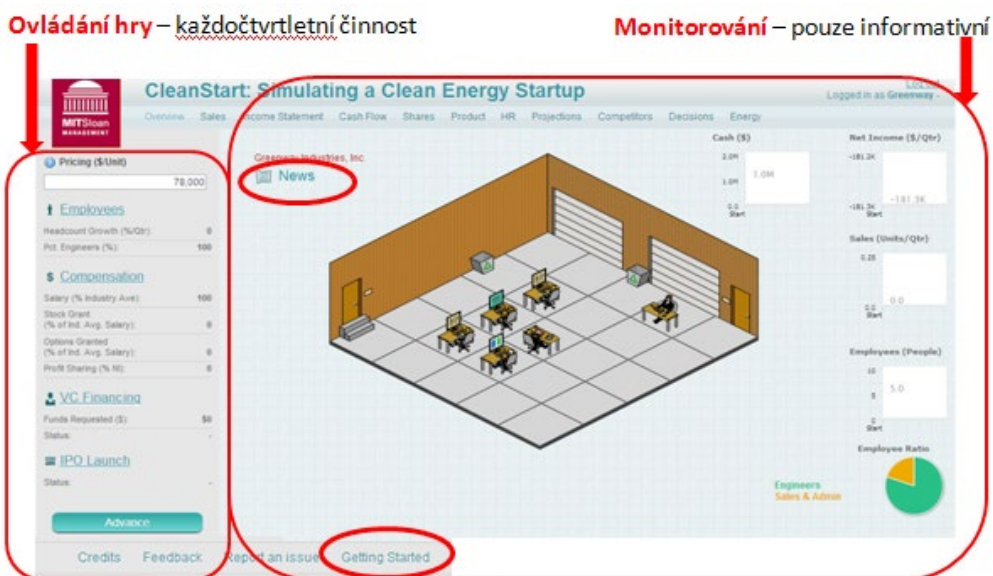 Ovládání hry – každočtvrtletní činnost
Monitorování – pouze informativní
MITSloan
MANAGEMENT
CleanStart: Simulating a Clean Energy Startup
Log out
Logged in as Greenway -
Overview Sales Income Statement Cash Flow Shares Product HR Projections Competitors Decisions Energy
Pricing ($/Unit)
78,000
Employees
Headcount Growth (%/Qtr): 0
Pct. Engineers (%): 100
$ Compensation
Salary (% Industry Ave): 100
Stock Grant
(% of Ind. Avg. Salary): 0
Options Granted
(% of Ind. Avg. Salary): 0
Profit Sharing (% NI): 0
VC Financing
Funds Requested ($): $0
Status: -
IPO Launch
Status: -
Advance
Greenway Industries, Inc.
News
Cash ($)
2.0M
1.0M
1.0M
0.0
Start
Net Income ($/Qtr)
-181.3K
-181.3K
-181.3K
Start
Sales (Units/Qtr)
0.25
0.0
0.0
Start
Employees (People)
10
5.0
5
0
Start
Employee Ratio
Engineers
Sales & Admin
Credits Feedback Report an issue Getting Started